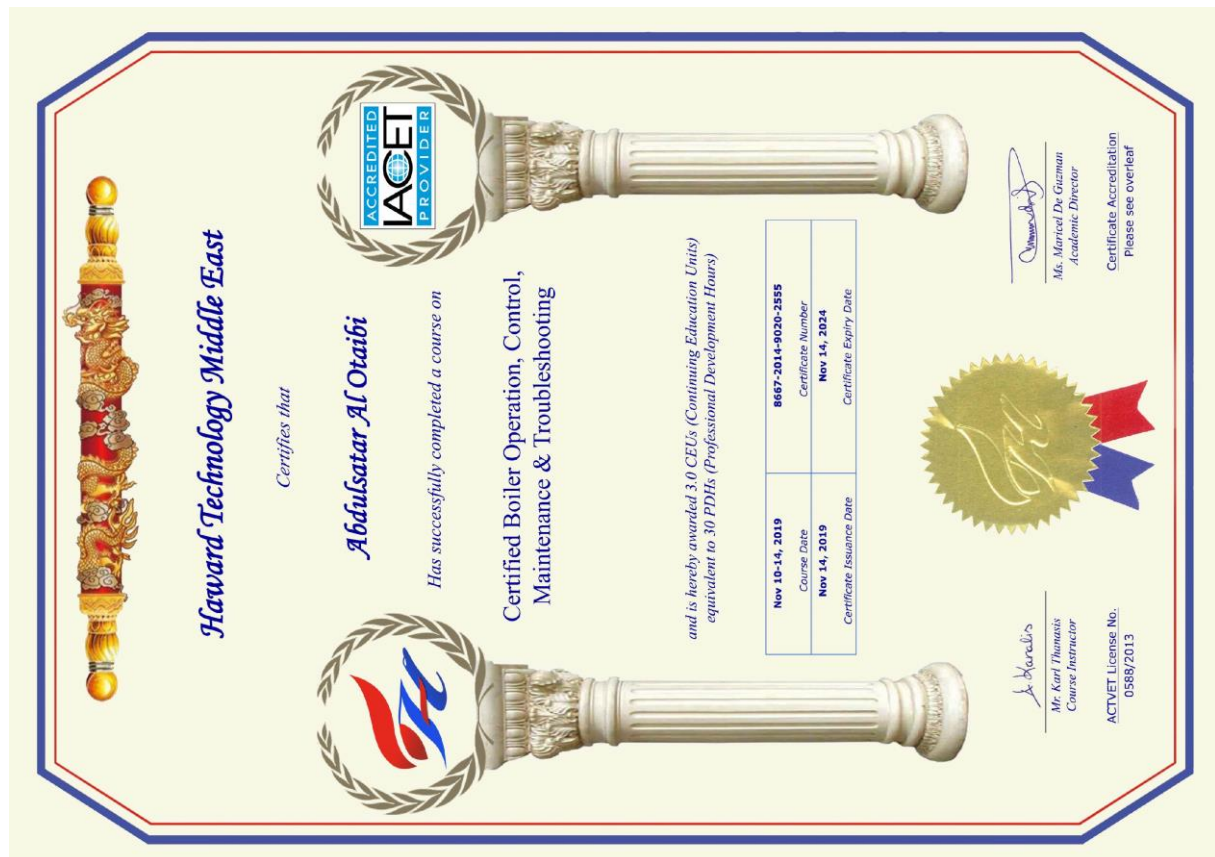 ACCREDITED
IACET
PROVIDER
Haward Technology Middle East
Certifies that
Abdulsatar Al Otaibi
Has successfully completed a course on
Certified Boiler Operation, Control,
Maintenance & Troubleshooting
and is hereby awarded 3.0 CEUs (Continuing Education Units)
equivalent to 30 PDHs (Professional Development Hours)
Nov 10-14, 2019 8667-2014-9020-2555
Course Date Certificate Number
Nov 14, 2019 Nov 14, 2024
Certificate Issuance Date Certificate Expiry Date
Mr. Karl Thanasis
Course Instructor
Ms. Maricel De Guzman
Academic Director
ACTVET License No.
0588/2013
Certificate Accreditation
Please see overleaf